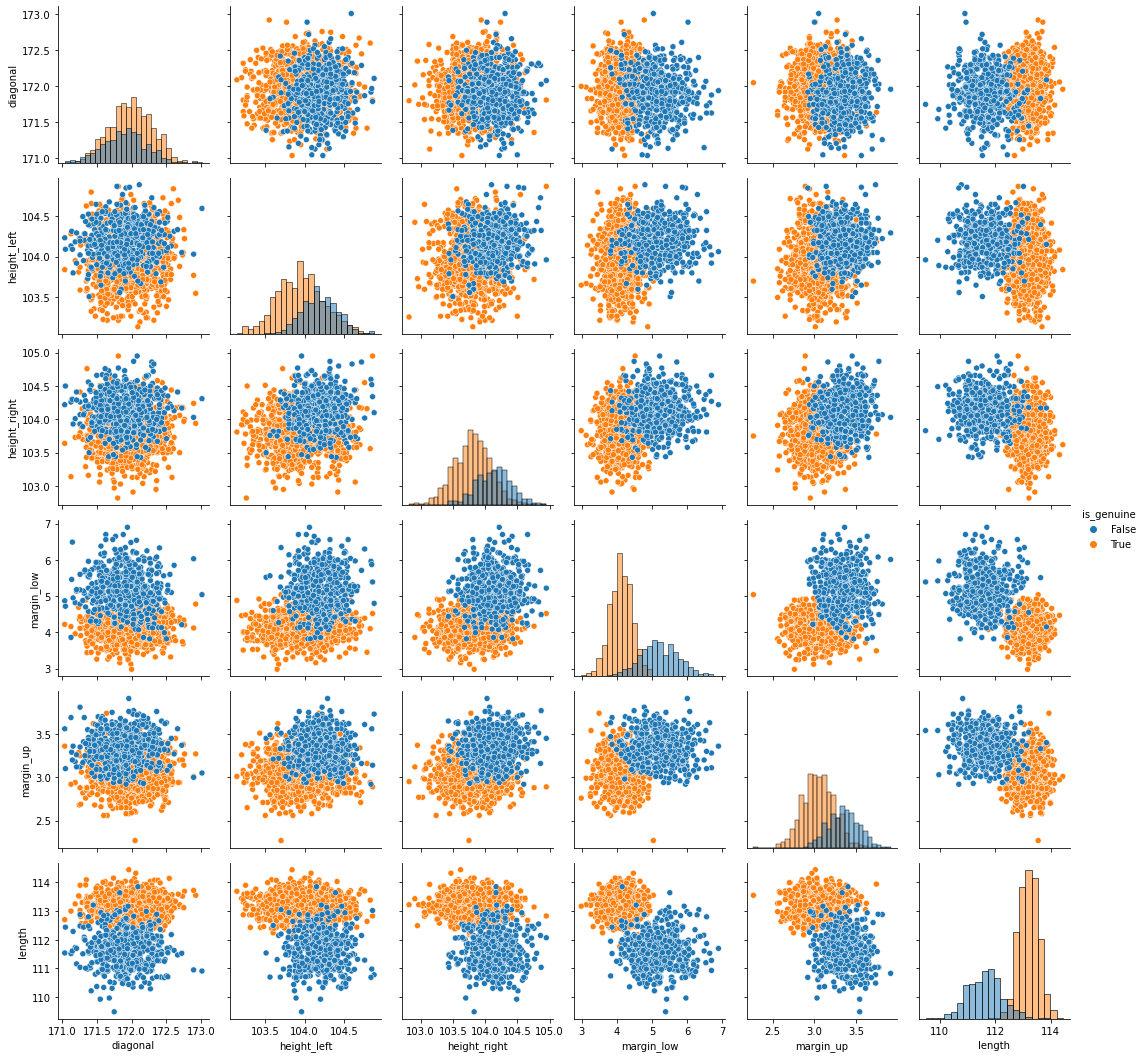 173.0
172.5
172.0
171.5
171.0
diagonal
104.5
104.0
103.5
height_left
105.0
104.5
104.0
103.5
103.0
height_right
is_genuine
False
True
7
6
5
4
3
margin_low
3.5
3.0
2.5
margin_up
114
113
112
111
110
length
171.0 171.5 172.0 172.5 173.0
103.5 104.0 104.5
103.0 103.5 104.0 104.5 105.0
3 4 5 6 7
2.5 3.0 3.5
110 112 114
diagonal height_left height_right margin_low margin_up length